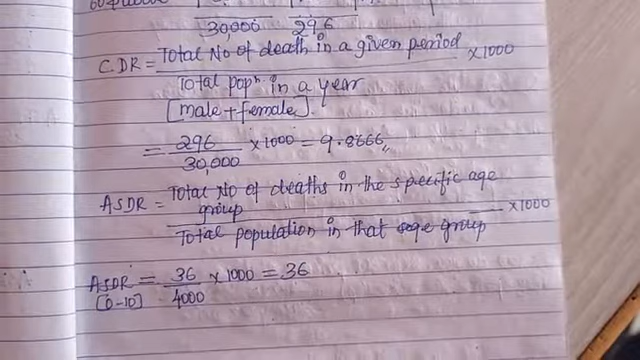 30,000 296
CDR = Total No of death in a given period × 1000
Total popn in a year
[male + female].
= 296 × 1000 = 9.8666
30,000
ASDR = Total No of deaths in the specific age
group × 1000
Total population in that age group
ASDR = 36 × 1000 = 36
[0-10] 4000